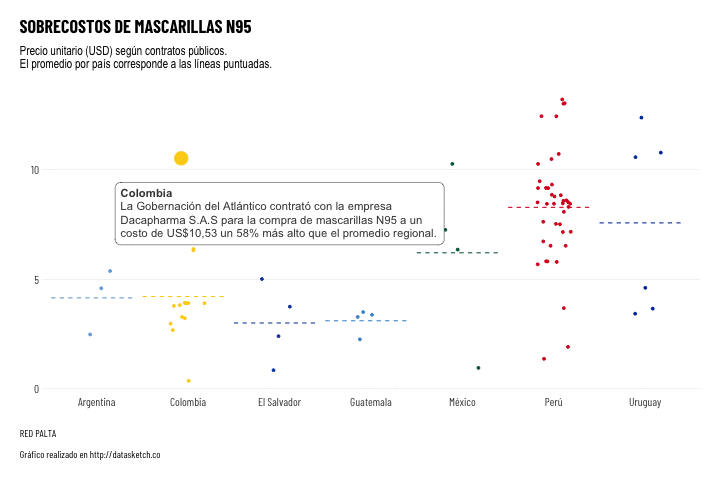 SOBRECOSTOS DE MASCARILLAS N95
Precio unitario (USD) según contratos públicos.
El promedio por país corresponde a las líneas puntuadas.
10
Colombia
La Gobernación del Atlántico contrató con la empresa
Dacapharma S.A.S para la compra de mascarillas N95 a un
costo de US$10,53 un 58% más alto que el promedio regional.
5
0
Argentina Colombia El Salvador Guatemala México Perú Uruguay
RED PALTA
Gráfico realizado en http://datasketch.co